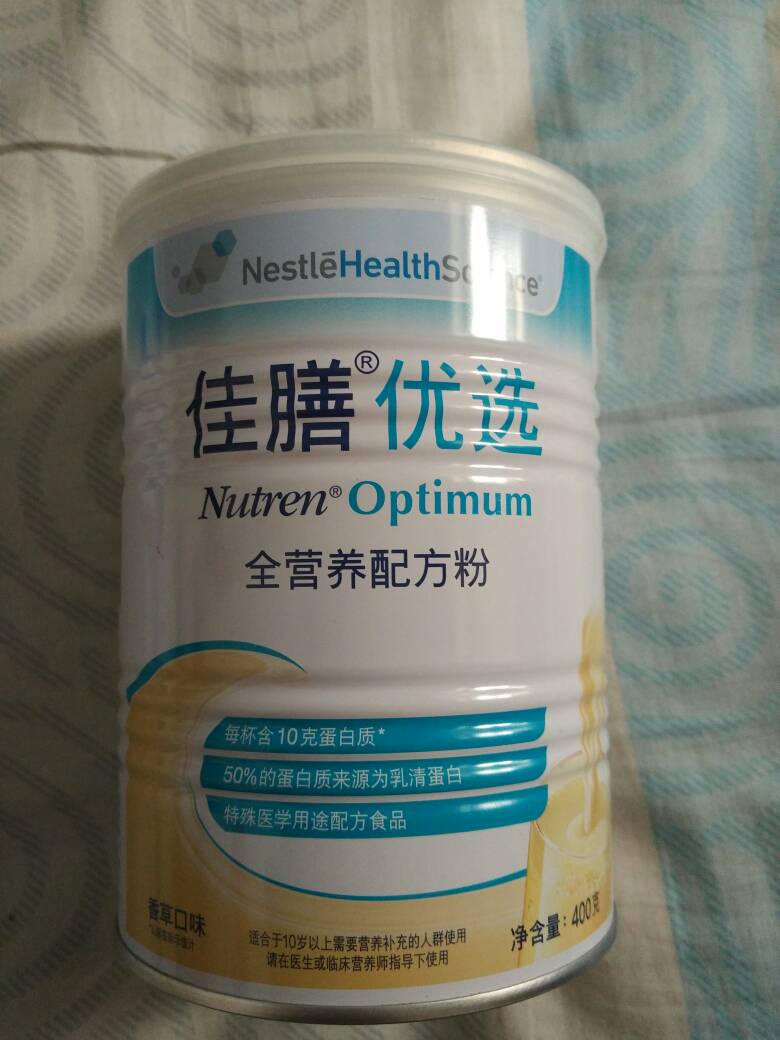 NestlēHealthScience
佳膳®优选
Nutren® Optimum
全营养配方粉
每杯含10克蛋白质*
50%的蛋白质来源为乳清蛋白
特殊医学用途配方食品
香草口味
净含量：400克
适合于10岁以上需要营养补充的人群使用
请在医生或临床营养师指导下使用